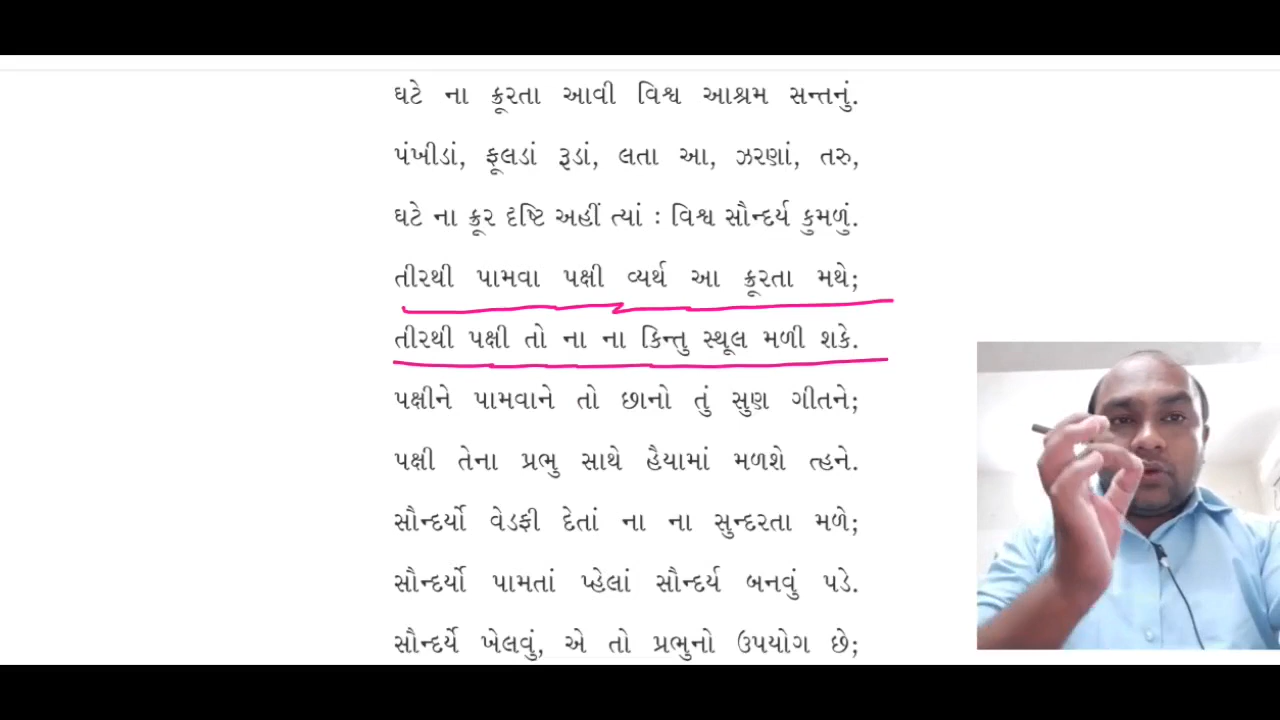 ઘટે ના ક્રૂરતા આવી વિશ્વ આશ્રમ સન્તનું.
પંખીડાં, ફૂલડાં રૂડાં, લતા આ, ઝરણાં, તરુ,
ઘટે ના ક્રૂર દૃષ્ટિ અહીં ત્યાં : વિશ્વ સૌન્દર્ય કુમળું.
તીરથી પામવા પક્ષી વ્યર્થ આ ક્રૂરતા મથે;
તીરથી પક્ષી તો ના ના કિન્તુ સ્થૂલ મળી શકે.
પક્ષીને પામવાને તો છાનો તું સુણ ગીતને;
પક્ષી તેના પ્રભુ સાથે હૈયામાં મળશે ત્હને.
સૌન્દર્યો વેડફી દેતાં ના ના સુન્દરતા મળે;
સૌન્દર્યો પામતાં પ્હેલાં સૌન્દર્ય બનવું પડે.
સૌન્દર્યે ખેલવું, એ તો પ્રભુનો ઉપયોગ છે;